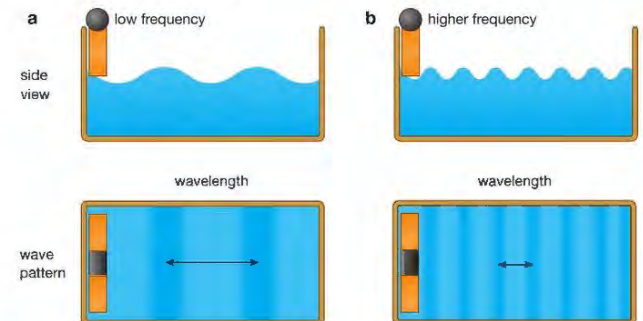 a
low frequency
b
higher frequency
side
view
wavelength
wavelength
wave
pattern